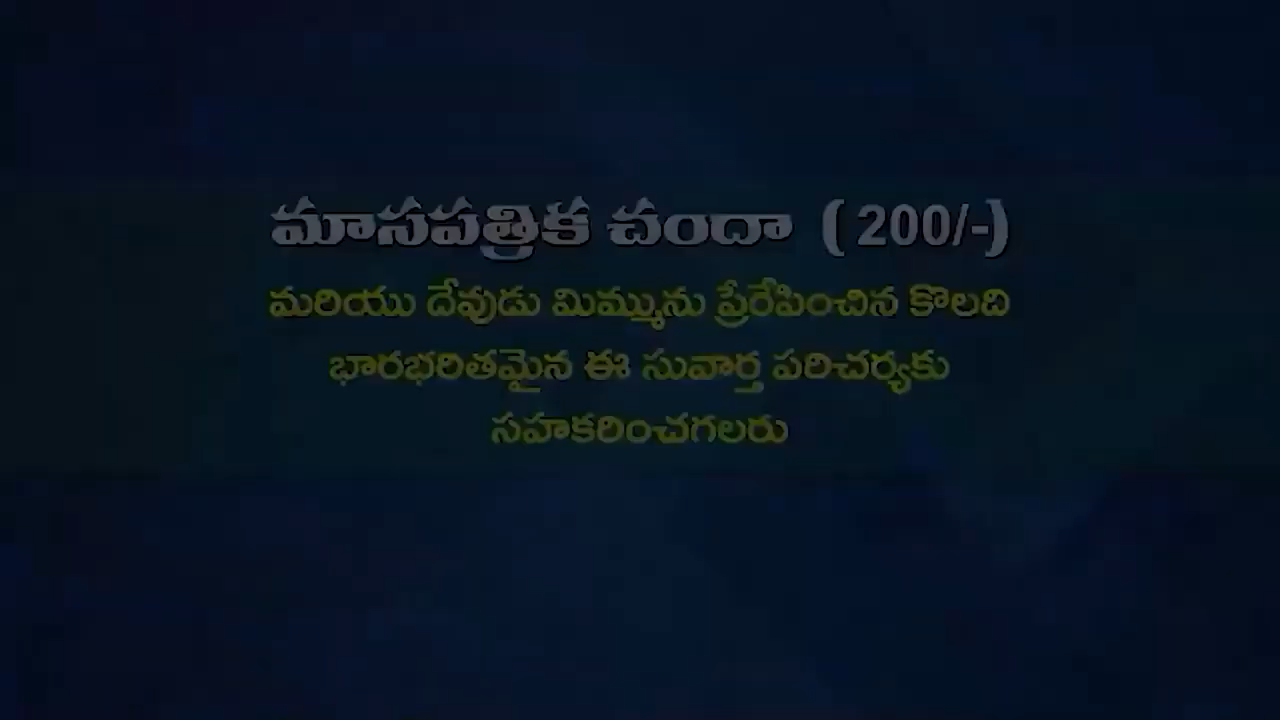 మాసపత్రిక చందా ( 200/-)
మరియు దేవుడు మిమ్మును ప్రేరేపించిన కొలది
భారభరితమైన ఈ సువార్త పరిచర్యకు
సహకరించగలరు